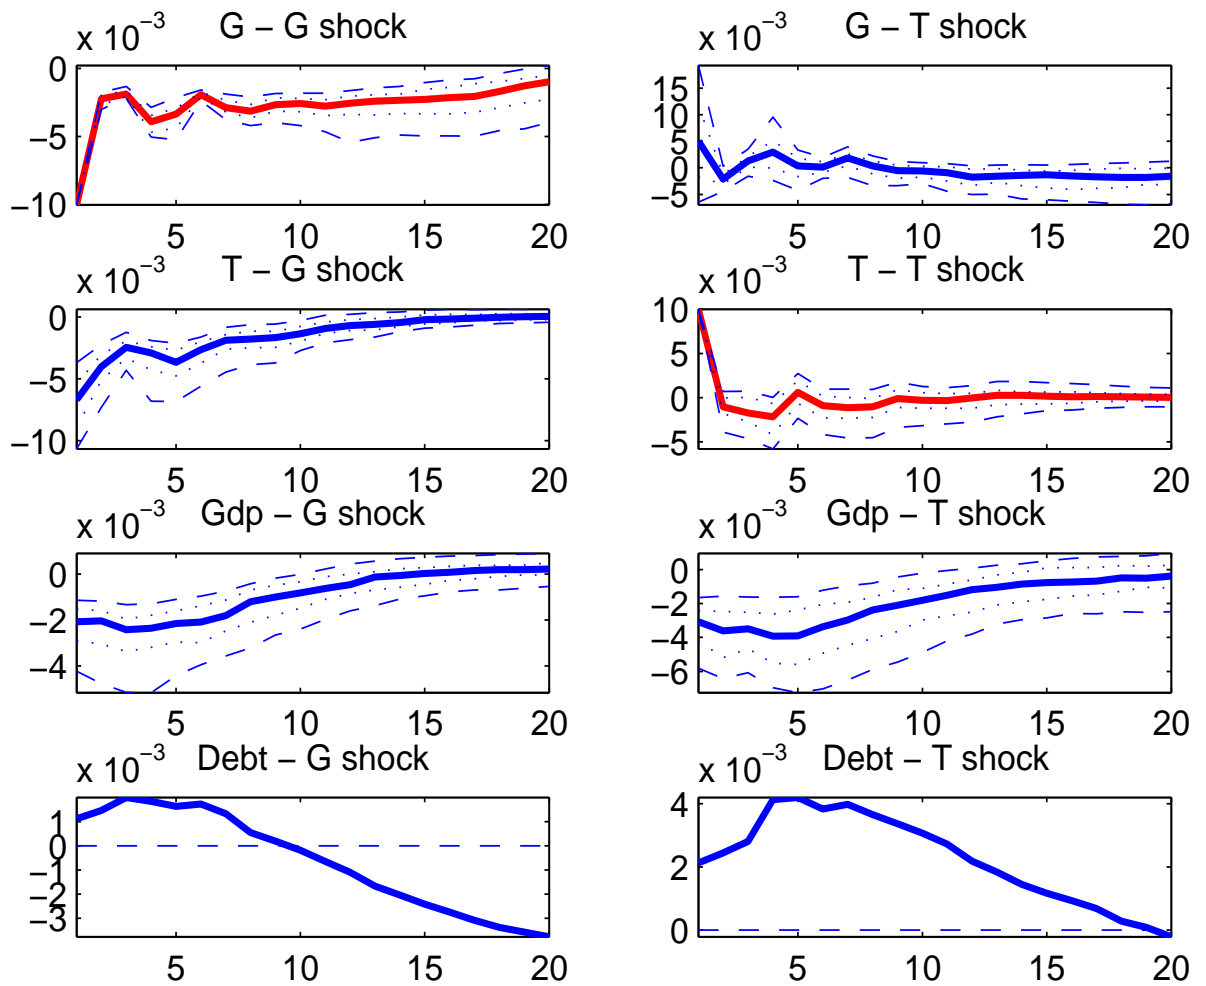 x 10−3 G − G shock
0
−5
−10
5 10 15 20
x 10−3 G − T shock
15
10
5
0
−5
5 10 15 20
x 10−3 T − G shock
0
−5
−10
5 10 15 20
x 10−3 T − T shock
10
5
0
−5
5 10 15 20
x 10−3 Gdp − G shock
0
−2
−4
5 10 15 20
x 10−3 Gdp − T shock
0
−2
−4
−6
5 10 15 20
x 10−3 Debt − G shock
1
0
−1
−2
−3
5 10 15 20
x 10−3 Debt − T shock
4
2
0
5 10 15 20